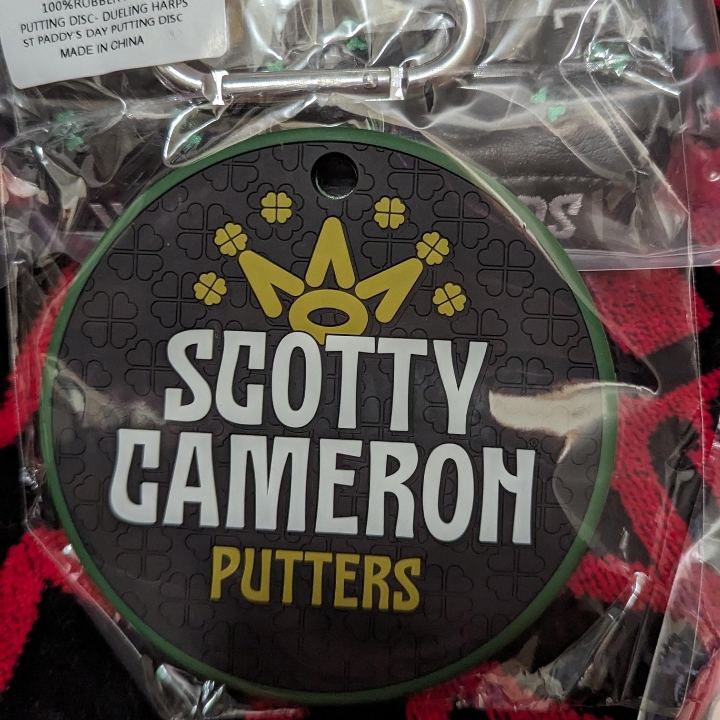 100%RUBBER
PUTTING DISC- DUELING HARPS
ST PADDY'S DAY PUTTING DISC
MADE IN CHINA
SCOTTY
CAMERON
PUTTERS